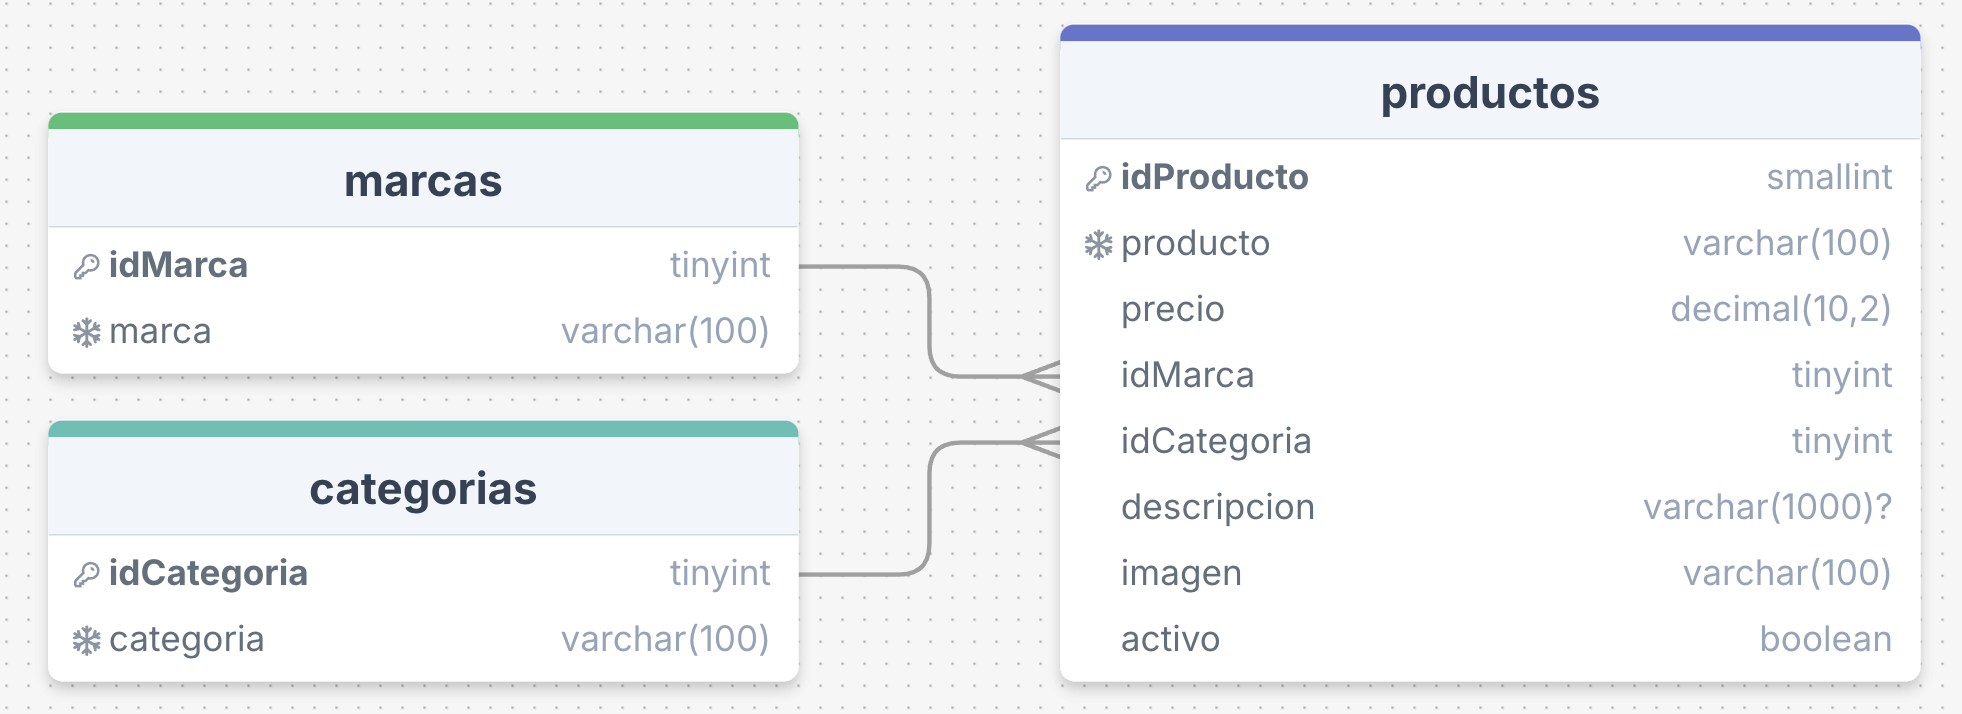 marcas
idMarca tinyint
marca varchar(100)
categorias
idCategoria tinyint
categoria varchar(100)
productos
idProducto smallint
producto varchar(100)
precio decimal(10,2)
idMarca tinyint
idCategoria tinyint
descripcion varchar(1000)?
imagen varchar(100)
activo boolean